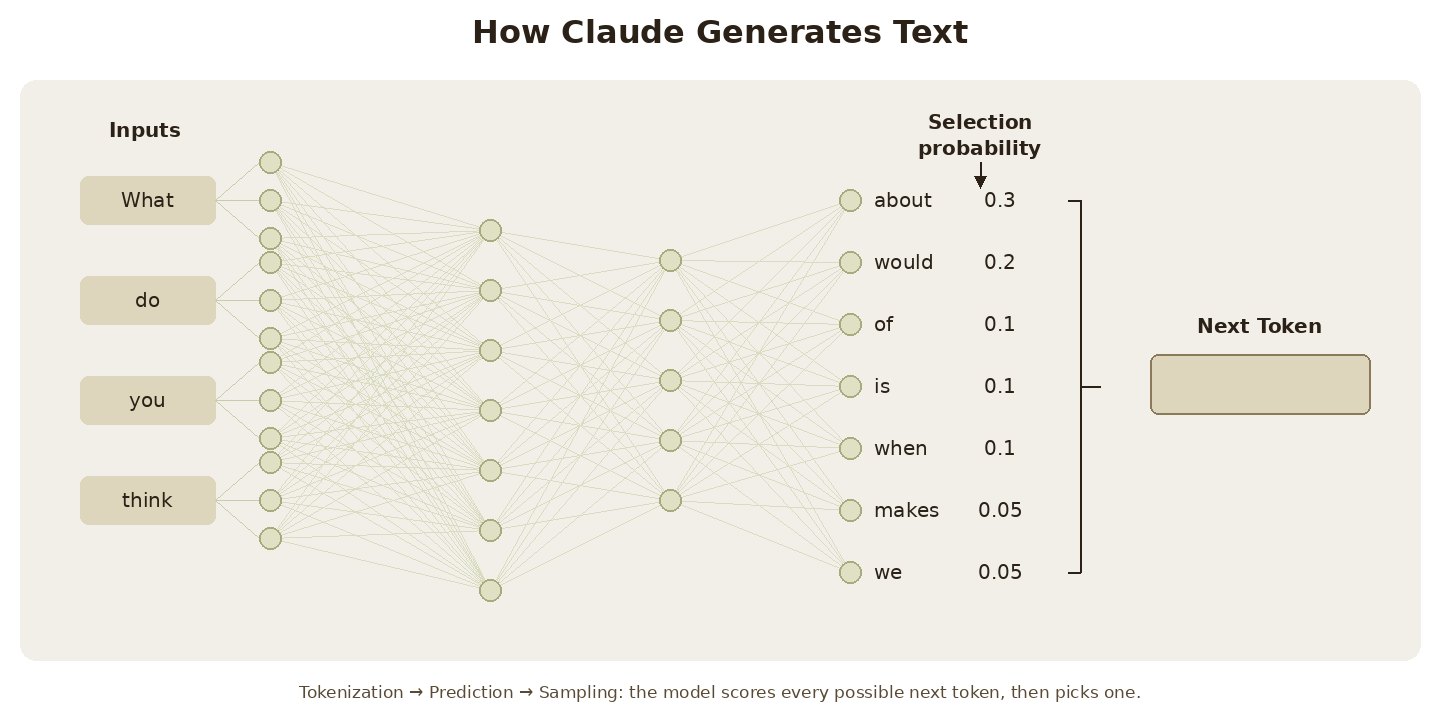 How Claude Generates Text
Inputs
What
do
you
think
Selection
probability
about 0.3
would 0.2
of 0.1
is 0.1
when 0.1
makes 0.05
we 0.05
Next Token
Tokenization → Prediction → Sampling: the model scores every possible next token, then picks one.